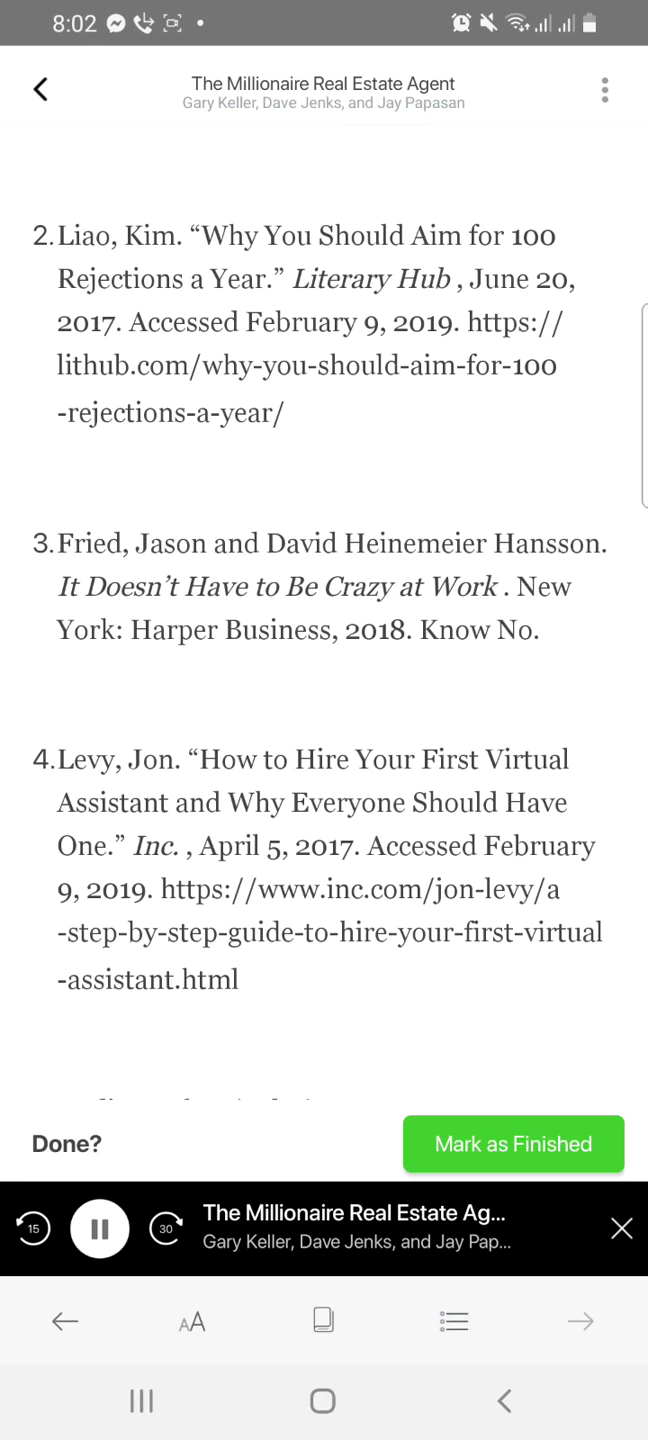 8:02
The Millionaire Real Estate Agent
Gary Keller, Dave Jenks, and Jay Papasan
2. Liao, Kim. “Why You Should Aim for 100
Rejections a Year.” Literary Hub , June 20,
2017. Accessed February 9, 2019. https://
lithub.com/why-you-should-aim-for-100
-rejections-a-year/
3. Fried, Jason and David Heinemeier Hansson.
It Doesn’t Have to Be Crazy at Work . New
York: Harper Business, 2018. Know No.
4. Levy, Jon. “How to Hire Your First Virtual
Assistant and Why Everyone Should Have
One.” Inc. , April 5, 2017. Accessed February
9, 2019. https://www.inc.com/jon-levy/a
-step-by-step-guide-to-hire-your-first-virtual
-assistant.html
Done?
Mark as Finished
15
30
The Millionaire Real Estate Ag...
Gary Keller, Dave Jenks, and Jay Pap...
AA